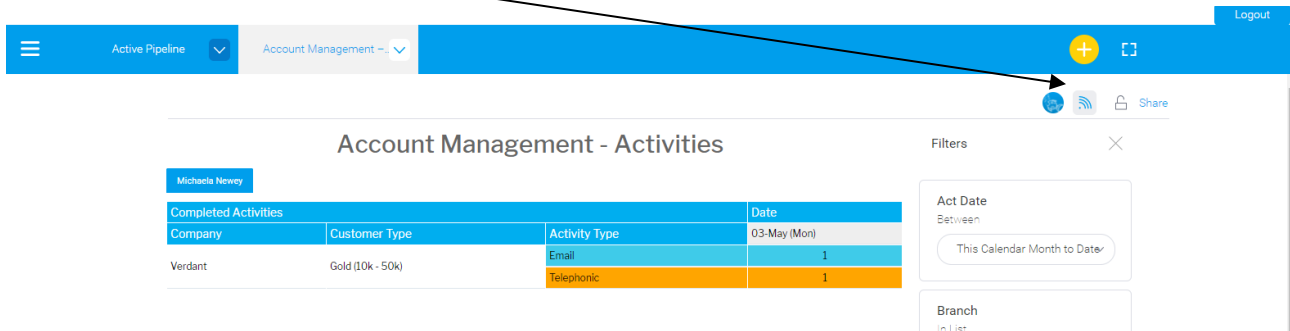 Logout
Active Pipeline
Account Management –..
Share
Account Management - Activities
Filters
Michaela Newey
Completed Activities Date
Company Customer Type Activity Type 03-May (Mon)
Verdant Gold (10k - 50k) Email 1
Telephonic 1
Act Date
Between
This Calendar Month to Date
Branch
In List